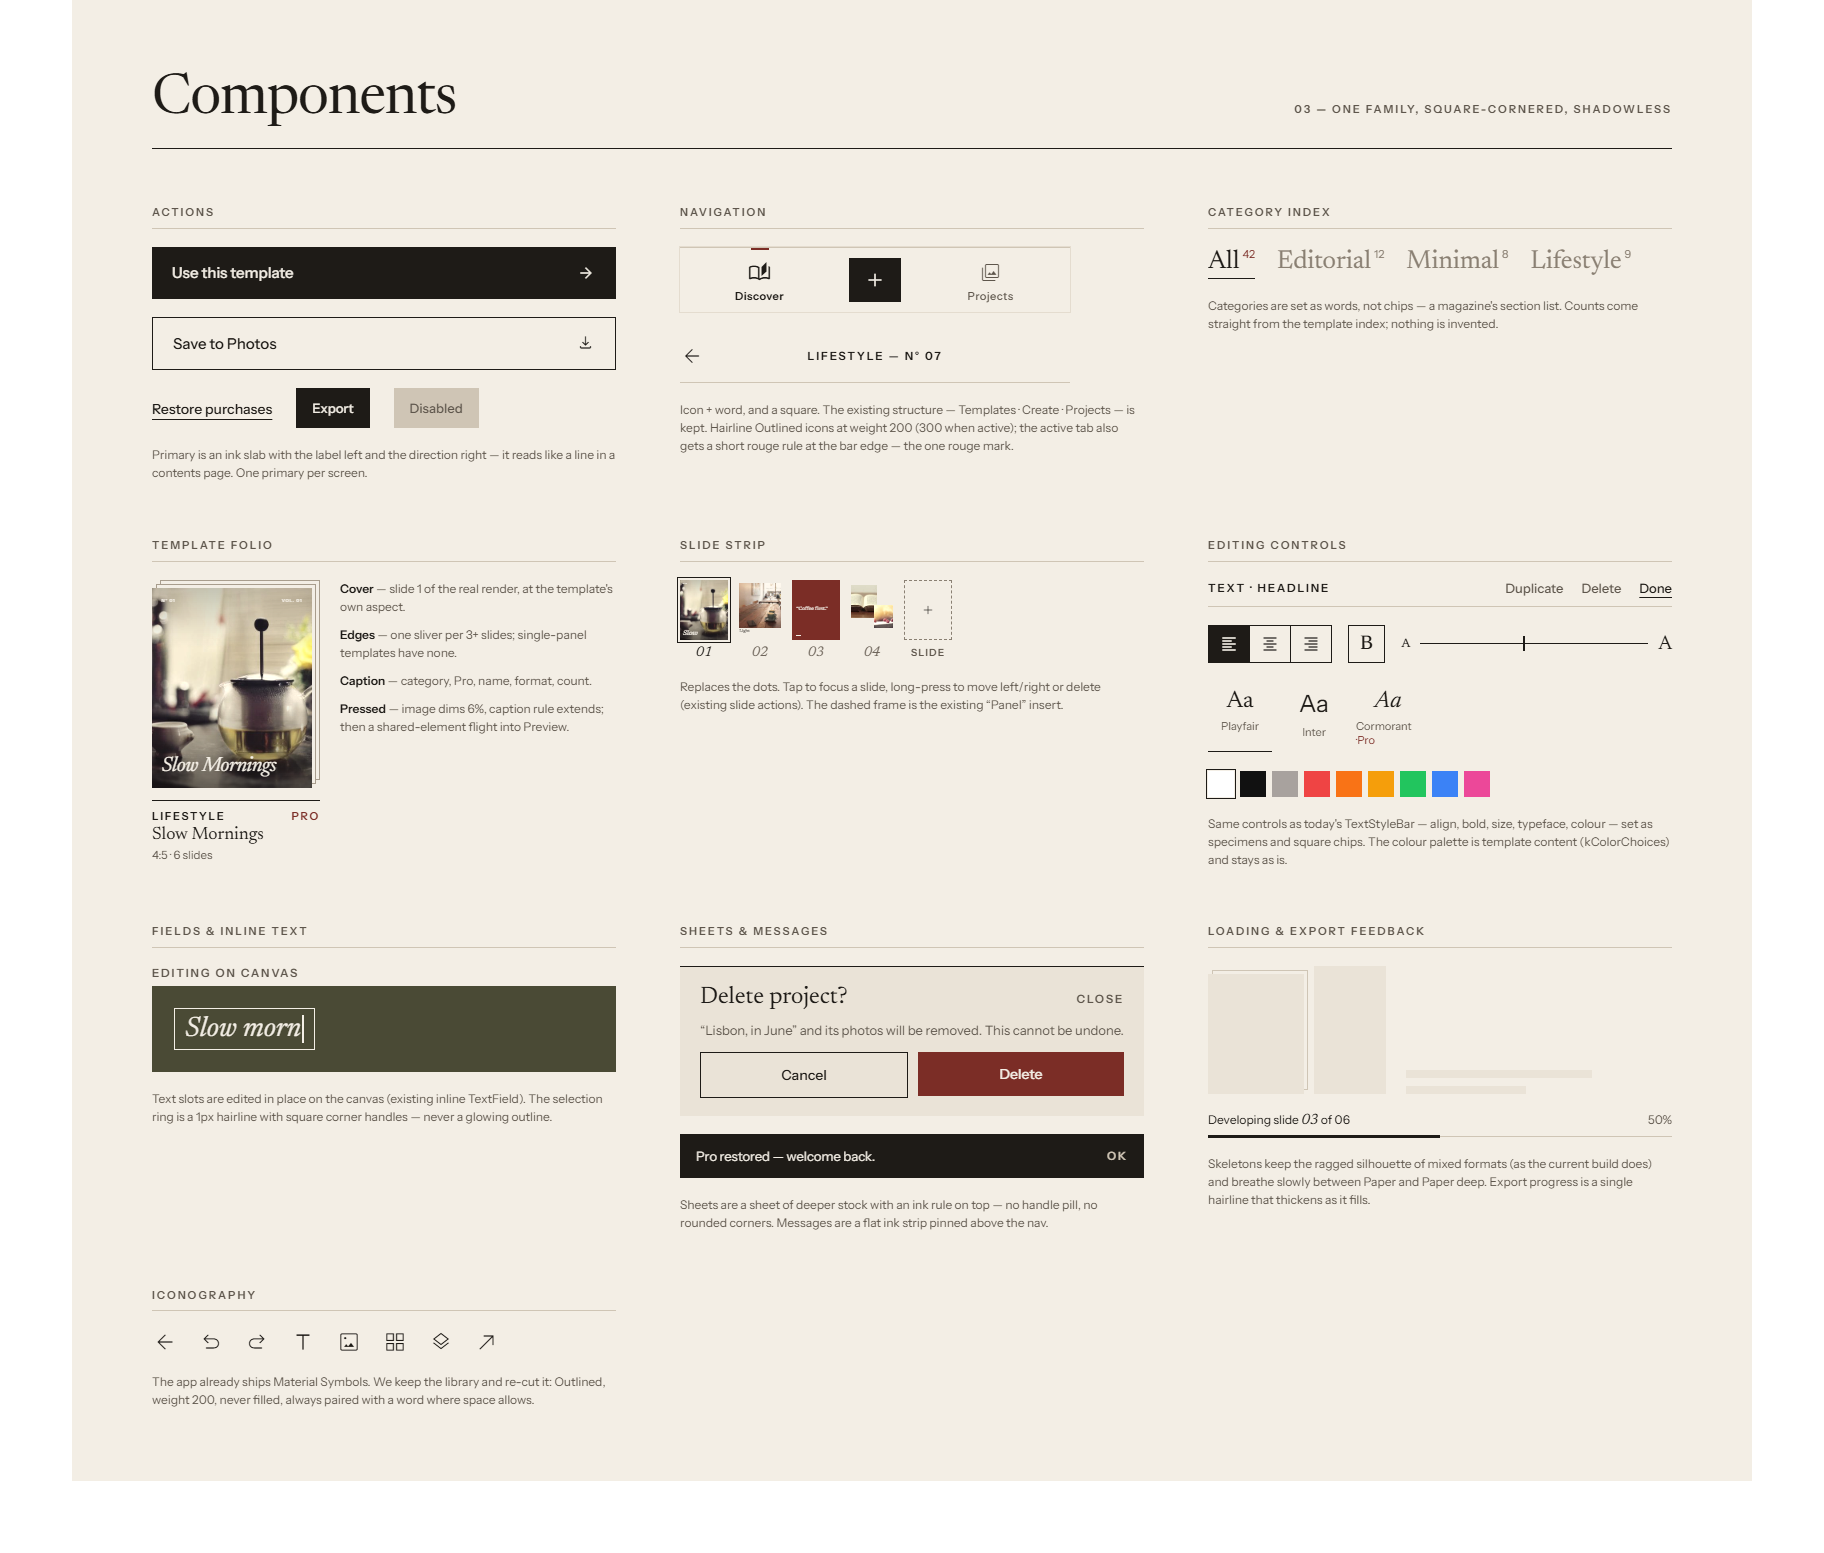 Components
03 — ONE FAMILY, SQUARE-CORNERED, SHADOWLESS
ACTIONS
Use this template
Save to Photos
Restore purchases
Export
Disabled
Primary is an ink slab with the label left and the direction right — it reads like a line in a
contents page. One primary per screen.
NAVIGATION
Discover
Projects
LIFESTYLE — N° 07
Icon + word, and a square. The existing structure — Templates · Create · Projects — is
kept. Hairline Outlined icons at weight 200 (300 when active); the active tab also
gets a short rouge rule at the bar edge — the one rouge mark.
CATEGORY INDEX
All 42 Editorial 12 Minimal 8 Lifestyle 9
Categories are set as words, not chips — a magazine's section list. Counts come
straight from the template index; nothing is invented.
TEMPLATE FOLIO
Slow Mornings
LIFESTYLE PRO
Slow Mornings
4:5 · 6 slides
Cover — slide 1 of the real render, at the template's
own aspect.
Edges — one sliver per 3+ slides; single-panel
templates have none.
Caption — category, Pro, name, format, count.
Pressed — image dims 6%, caption rule extends;
then a shared-element flight into Preview.
SLIDE STRIP
Slow
Light
"Coffee first."
01 02 03 04 SLIDE
Replaces the dots. Tap to focus a slide, long-press to move left/right or delete
(existing slide actions). The dashed frame is the existing “Panel” insert.
EDITING CONTROLS
TEXT · HEADLINE
Duplicate Delete Done
B A A
Aa Aa Aa
Playfair Inter Cormorant
·Pro
Same controls as today's TextStyleBar — align, bold, size, typeface, colour — set as
specimens and square chips. The colour palette is template content (kColorChoices)
and stays as is.
FIELDS & INLINE TEXT
EDITING ON CANVAS
Slow morn
Text slots are edited in place on the canvas (existing inline TextField). The selection
ring is a 1px hairline with square corner handles — never a glowing outline.
SHEETS & MESSAGES
Delete project?
CLOSE
“Lisbon, in June” and its photos will be removed. This cannot be undone.
Cancel
Delete
Pro restored — welcome back.
OK
Sheets are a sheet of deeper stock with an ink rule on top — no handle pill, no
rounded corners. Messages are a flat ink strip pinned above the nav.
LOADING & EXPORT FEEDBACK
Developing slide 03 of 06
50%
Skeletons keep the ragged silhouette of mixed formats (as the current build does)
and breathe slowly between Paper and Paper deep. Export progress is a single
hairline that thickens as it fills.
ICONOGRAPHY
The app already ships Material Symbols. We keep the library and re-cut it: Outlined,
weight 200, never filled, always paired with a word where space allows.